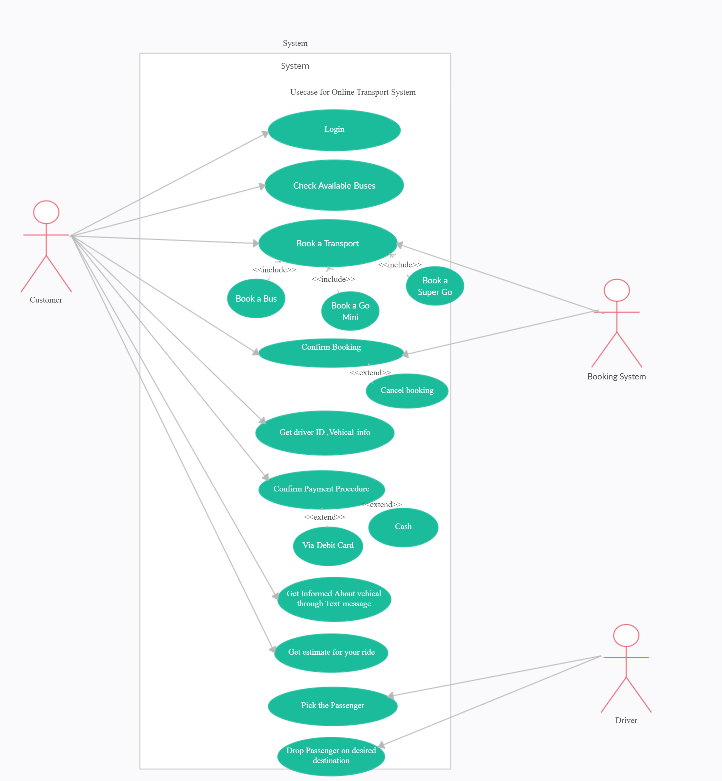 System
System
Usecase for Online Transport System
Login
Check Available Buses
Book a Transport
<<include>>
<<include>>
<<include>>
Book a
Super Go
Book a Bus
Book a Go
Mini
Customer
Confirm Booking
<<extend>>
Booking System
Cancel booking
Get driver ID ,Vehical info
Confirm Payment Procedure
<<extend>>
<<extend>>
Cash
Via Debit Card
Get Informed About vehical
through Text message
Get estimate for your ride
Pick the Passenger
Driver
Drop Passenger on desired
destination